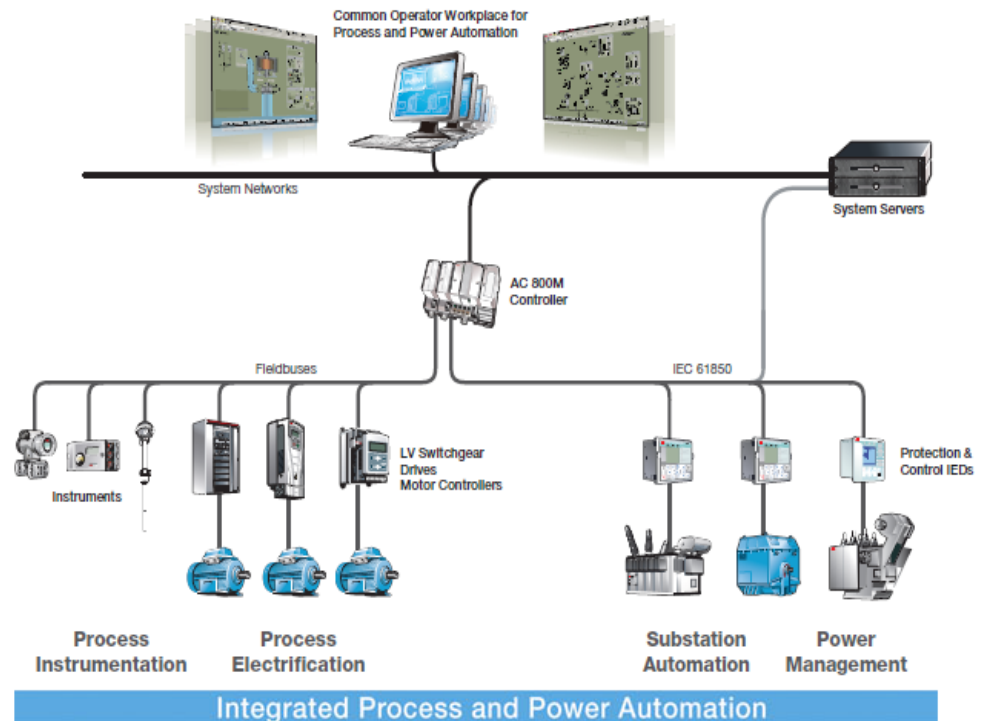 Common Operator Workplace for
Process and Power Automation
System Networks
System Servers
AC 800M
Controller
Fieldbuses
IEC 61850
LV Switchgear
Drives
Motor Controllers
Protection &
Control IEDs
Instruments
Process
Instrumentation
Process
Electrification
Substation
Automation
Power
Management
Integrated Process and Power Automation